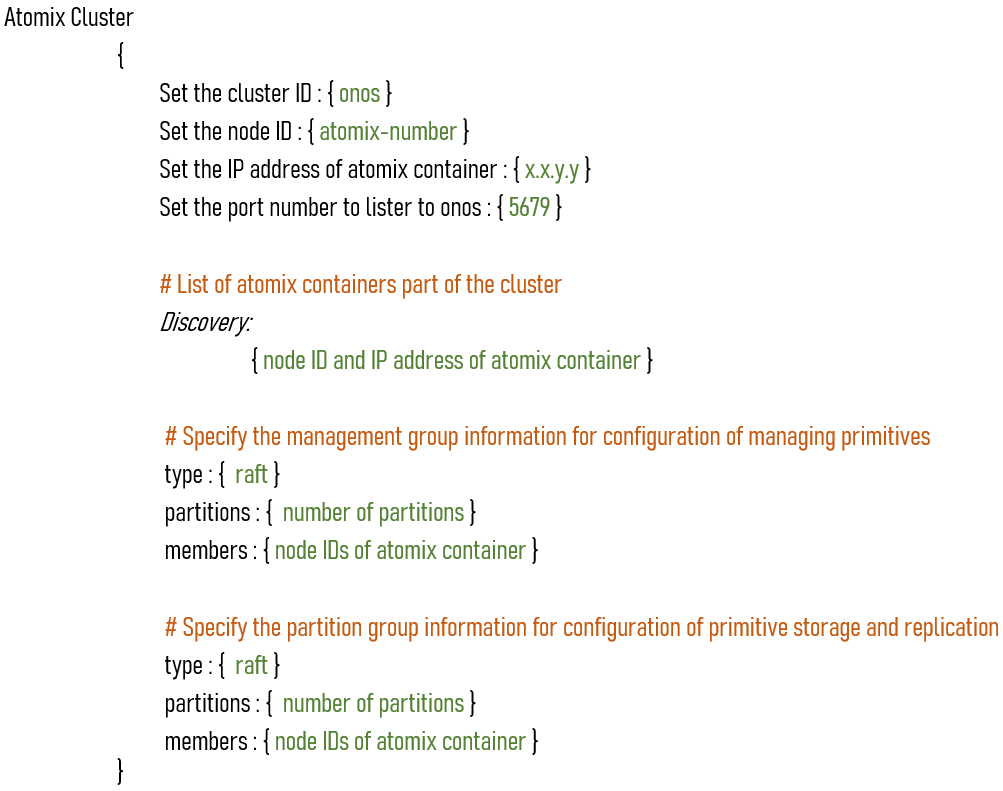 Atomix Cluster
{
Set the cluster ID : { onos }
Set the node ID : { atomix-number }
Set the IP address of atomix container : { x.x.y.y }
Set the port number to lister to onos : { 5679 }
# List of atomix containers part of the cluster
Discovery:
{ node ID and IP address of atomix container }
# Specify the management group information for configuration of managing primitives
type : { raft }
partitions : { number of partitions }
members : { node IDs of atomix container }
# Specify the partition group information for configuration of primitive storage and replication
type : { raft }
partitions : { number of partitions }
members : { node IDs of atomix container }
}